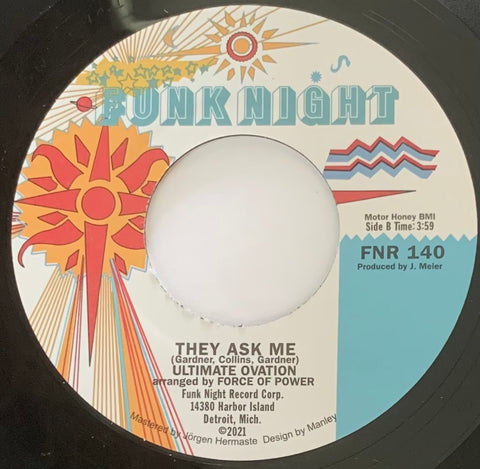 FUNK NIGHT
Motor Honey BMI
Side B Time: 3:59
FNR 140
Produced by J. Meier
THEY ASK ME
(Gardner, Collins, Gardner)
ULTIMATE OVATION
arranged by FORCE OF POWER
Funk Night Record Corp.
14380 Harbor Island
Detroit, Mich.
©2021
Mastered by Jörgen Hermaste Design by Manley